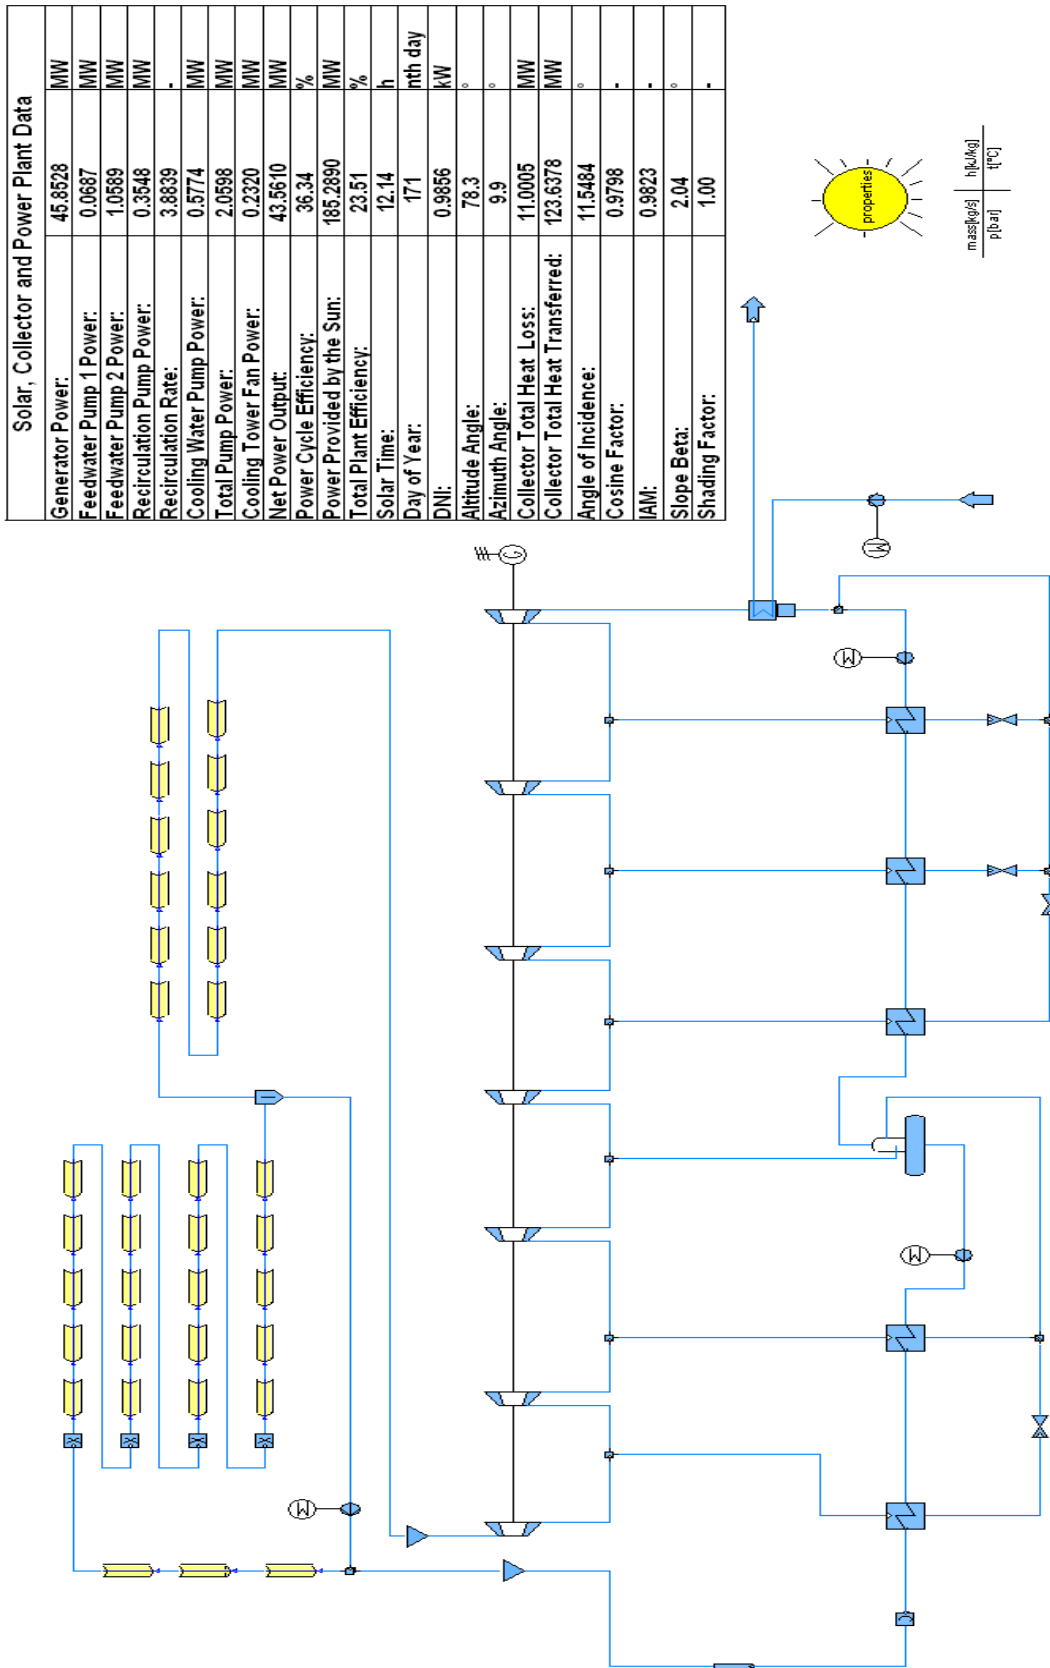 Solar, Collector and Power Plant Data
Generator Power: 45.8528 MW
Feedwater Pump 1 Power: 0.0687 MW
Feedwater Pump 2 Power: 1.0589 MW
Recirculation Pump Power: 0.3548 MW
Recirculation Rate: 3.8839 -
Cooling Water Pump Power: 0.5774 MW
Total Pump Power: 2.0598 MW
Cooling Tower Fan Power: 0.2320 MW
Net Power Output: 43.5610 MW
Power Cycle Efficiency: 36.34 %
Power Provided by the Sun: 185.2890 MW
Total Plant Efficiency: 23.51 %
Solar Time: 12.14 h
Day of Year: 171 nth day
DNI: 0.9856 kW
Altitude Angle: 78.3 °
Azimuth Angle: 9.9 °
Collector Total Heat Loss: 11.0005 MW
Collector Total Heat Transferred: 123.6378 MW
Angle of Incidence: 11.5484 °
Cosine Factor: 0.9798 -
IAM: 0.9823 -
Slope Beta: 2.04 °
Shading Factor: 1.00 -
properties
mass[kg/s] h[kJ/kg]
p[bar] t[°C]
G
M
M
M
M